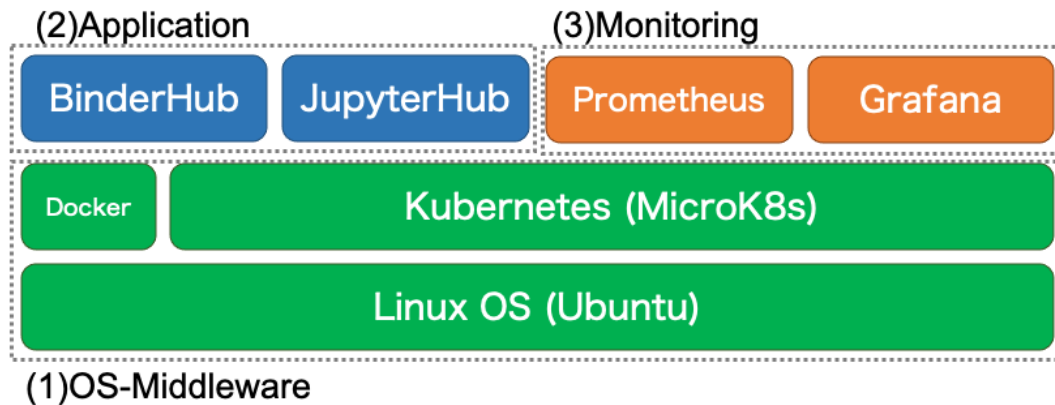 (2)Application
(3)Monitoring
BinderHub
JupyterHub
Prometheus
Grafana
Docker
Kubernetes (MicroK8s)
Linux OS (Ubuntu)
(1)OS-Middleware